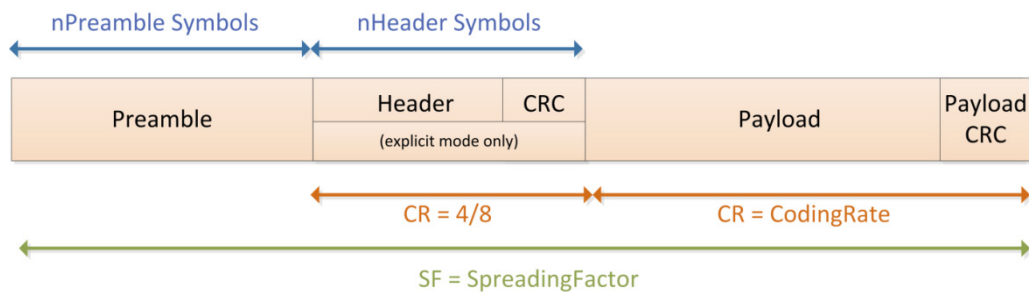 nPreamble Symbols
nHeader Symbols
Preamble
Header
CRC
(explicit mode only)
Payload
Payload
CRC
CR = 4/8
CR = CodingRate
SF = SpreadingFactor